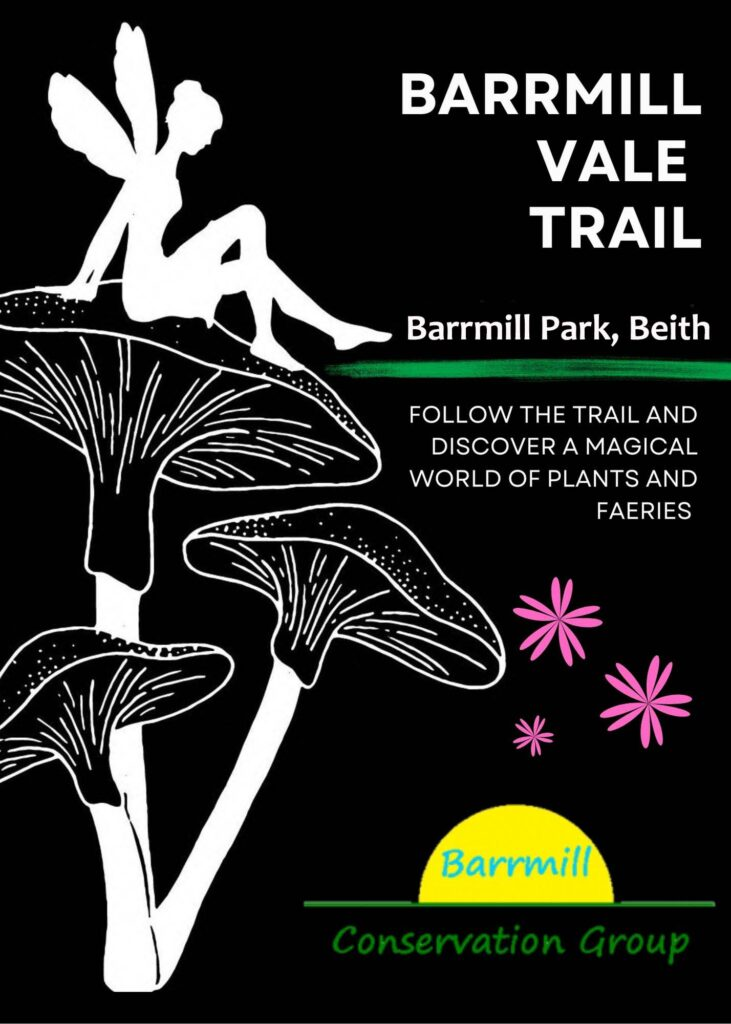 BARRMILL
VALE
TRAIL
Barrmill Park, Beith
FOLLOW THE TRAIL AND
DISCOVER A MAGICAL
WORLD OF PLANTS AND
FAERIES
Barrmill
Conservation Group